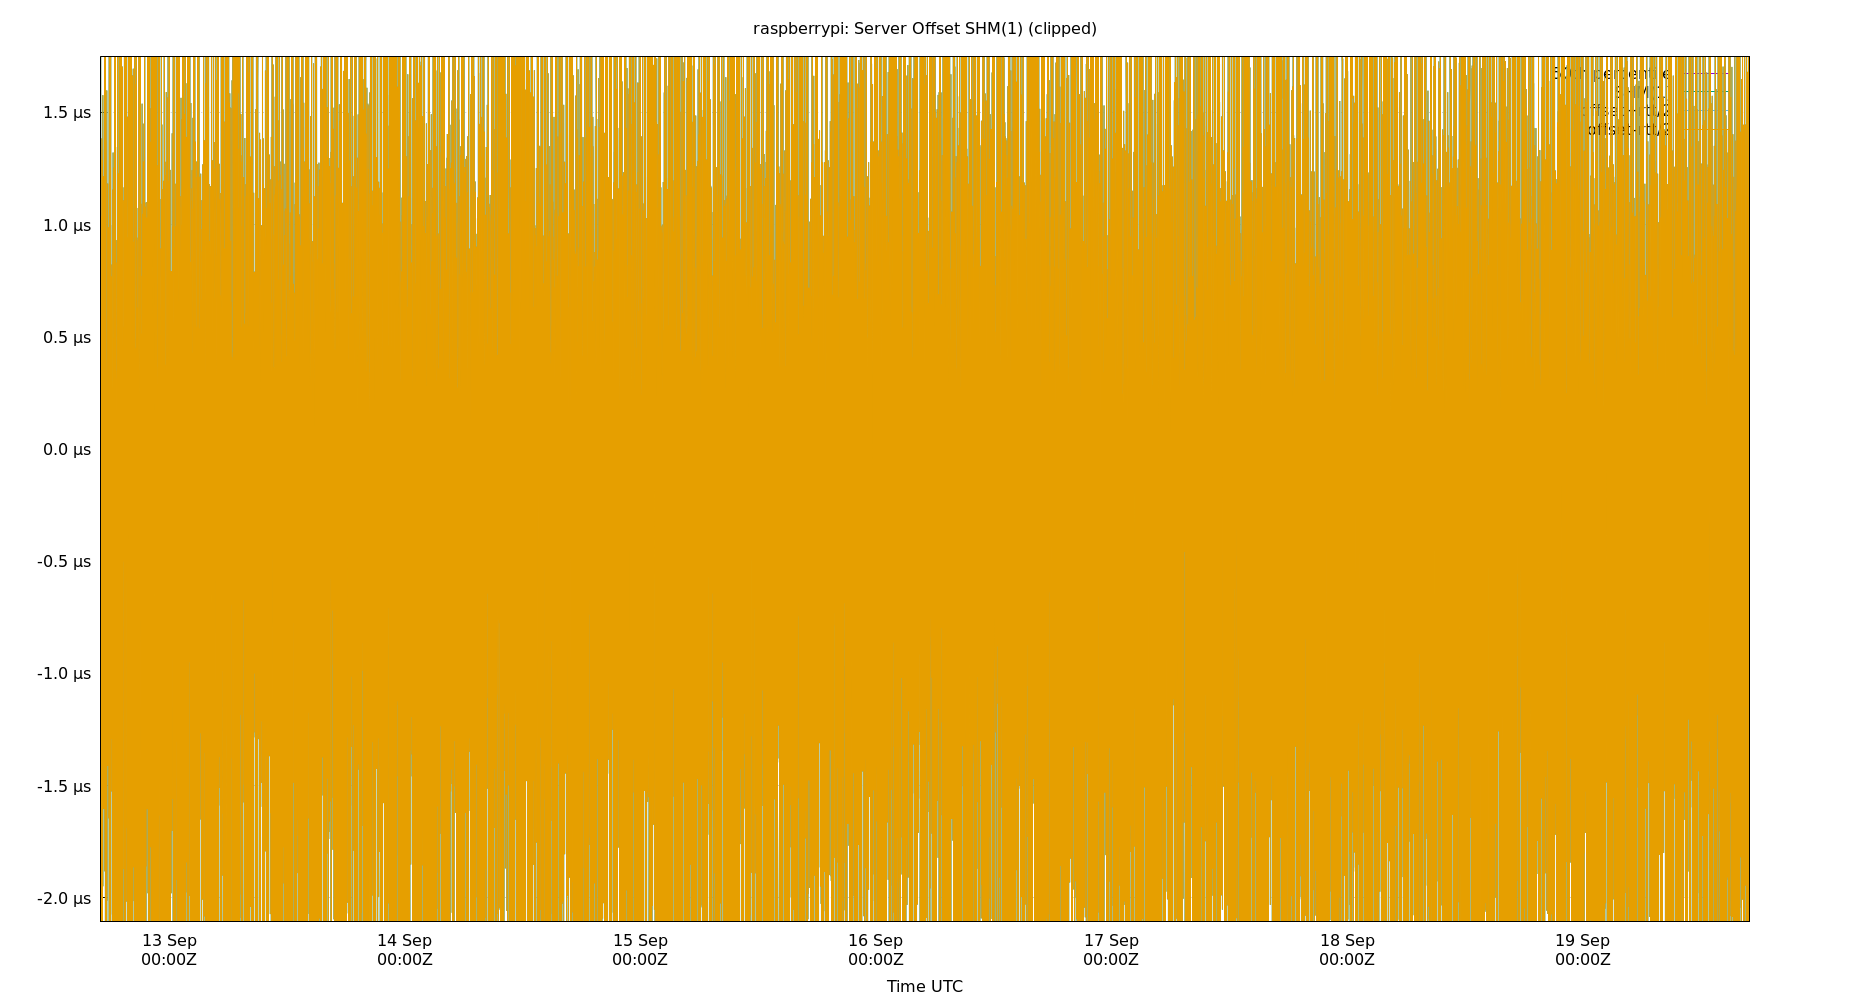 raspberrypi: Server Offset SHM(1) (clipped)
1.5 µs
1.0 µs
0.5 µs
0.0 µs
-0.5 µs
-1.0 µs
-1.5 µs
-2.0 µs
13 Sep 14 Sep 15 Sep 16 Sep 17 Sep 18 Sep 19 Sep
00:00Z 00:00Z 00:00Z 00:00Z 00:00Z 00:00Z 00:00Z
Time UTC